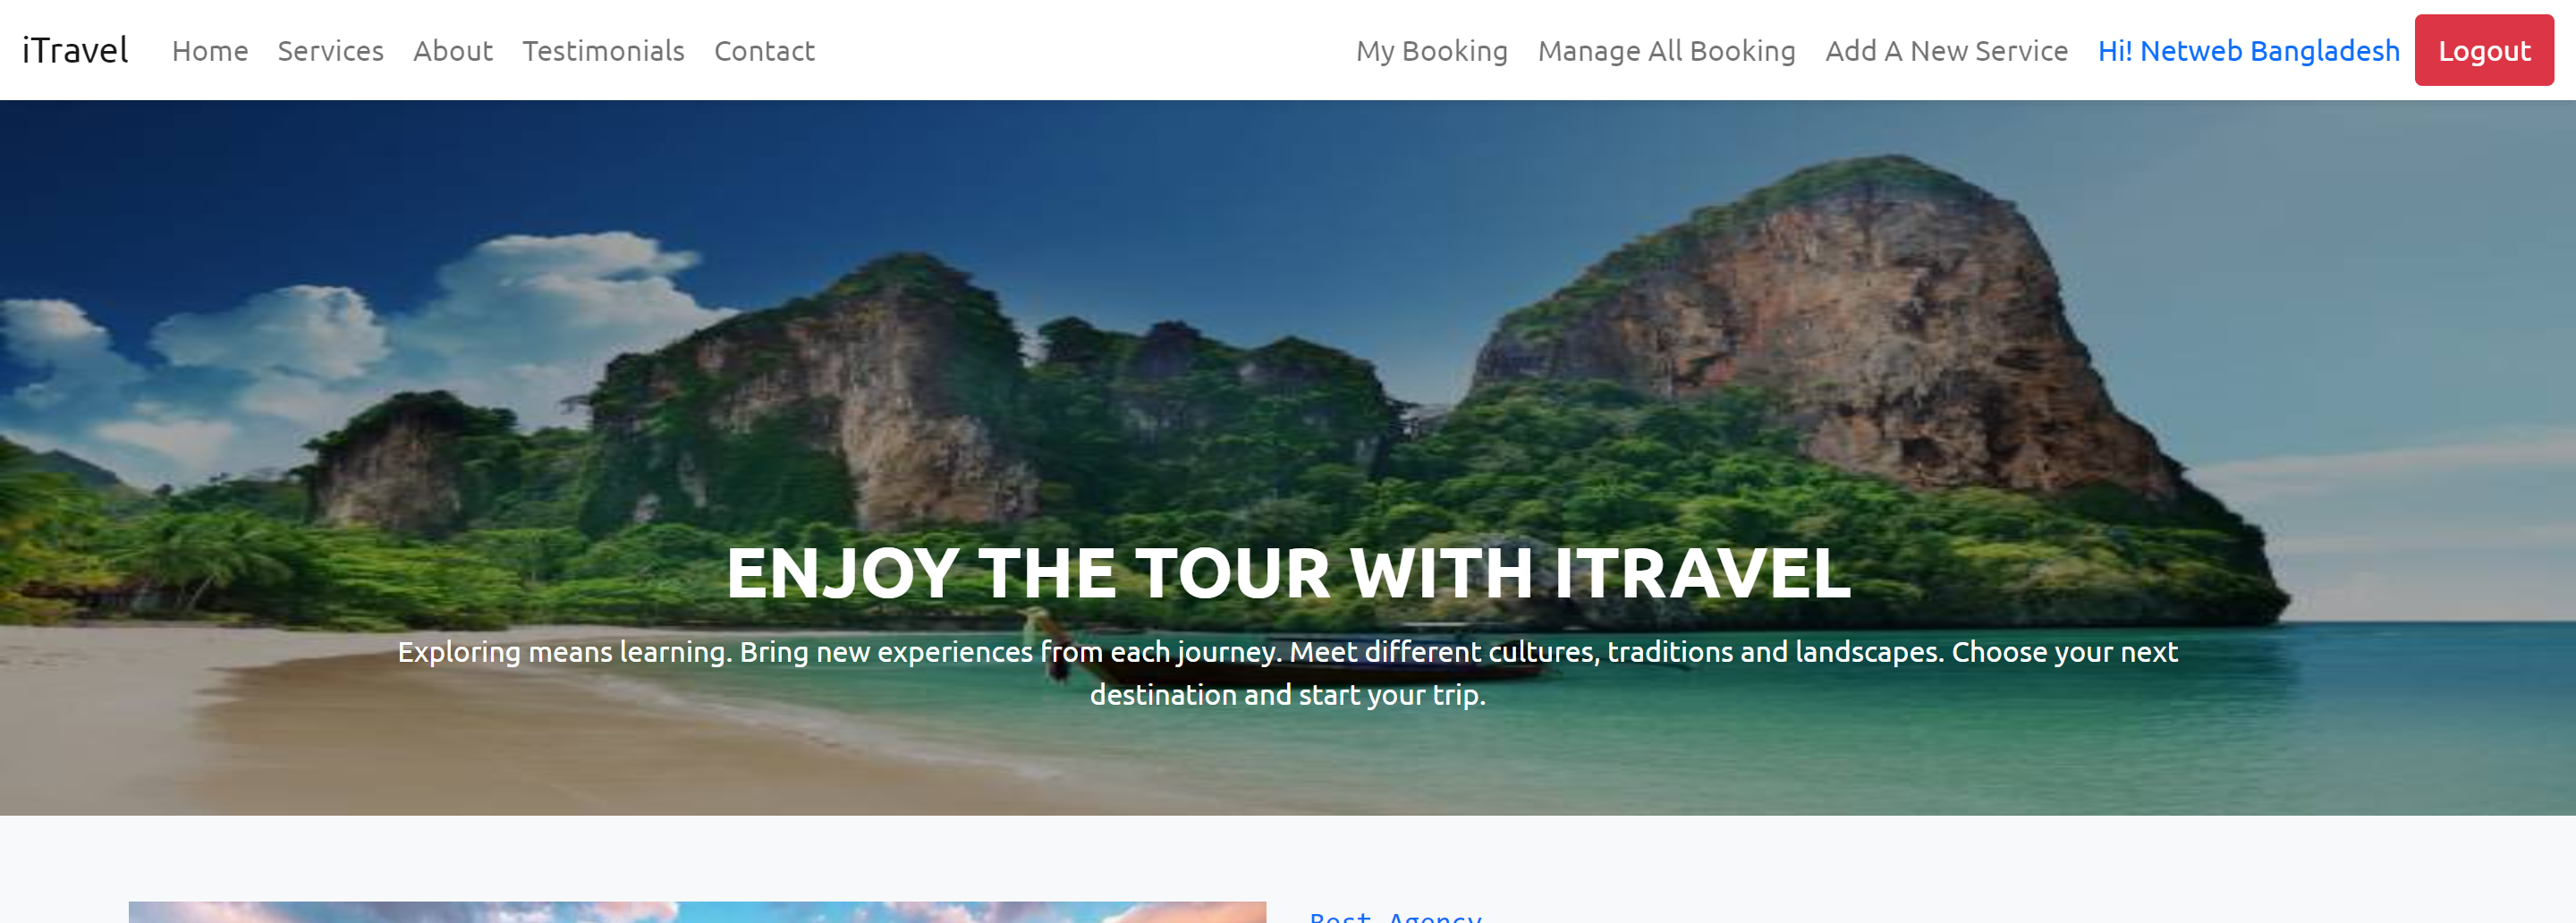 iTravel Home Services About Testimonials Contact My Booking Manage All Booking Add A New Service Hi! Netweb Bangladesh Logout
ENJOY THE TOUR WITH ITRAVEL
Exploring means learning. Bring new experiences from each journey. Meet different cultures, traditions and landscapes. Choose your next
destination and start your trip.
Best Agency